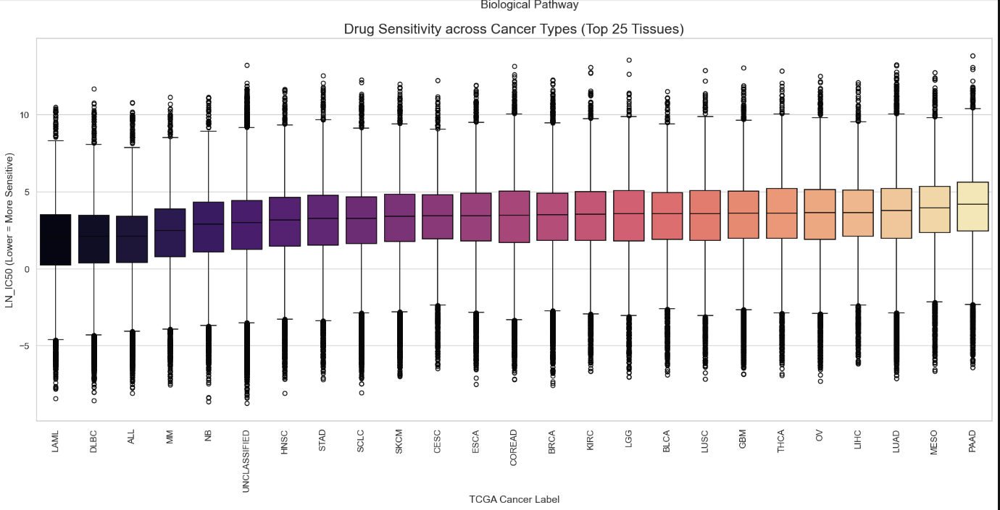 Biological Pathway
Drug Sensitivity across Cancer Types (Top 25 Tissues)
LN_IC50 (Lower = More Sensitive)
10
5
0
−5
LAML
DLBC
ALL
MM
NB
UNCLASSIFIED
HNSC
STAD
SCLC
SKCM
CESC
ESCA
COREAD
BRCA
KIRC
LGG
BLCA
LUSC
GBM
THCA
OV
LIHC
LUAD
MESO
PAAD
TCGA Cancer Label